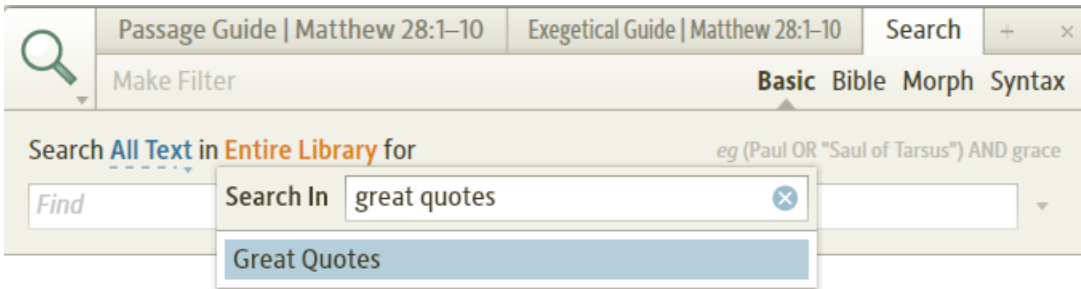 Passage Guide | Matthew 28:1–10 Exegetical Guide | Matthew 28:1–10 Search + ×
Make Filter Basic Bible Morph Syntax
Search All Text in Entire Library for eg (Paul OR "Saul of Tarsus") AND grace
Find Search In great quotes
Great Quotes